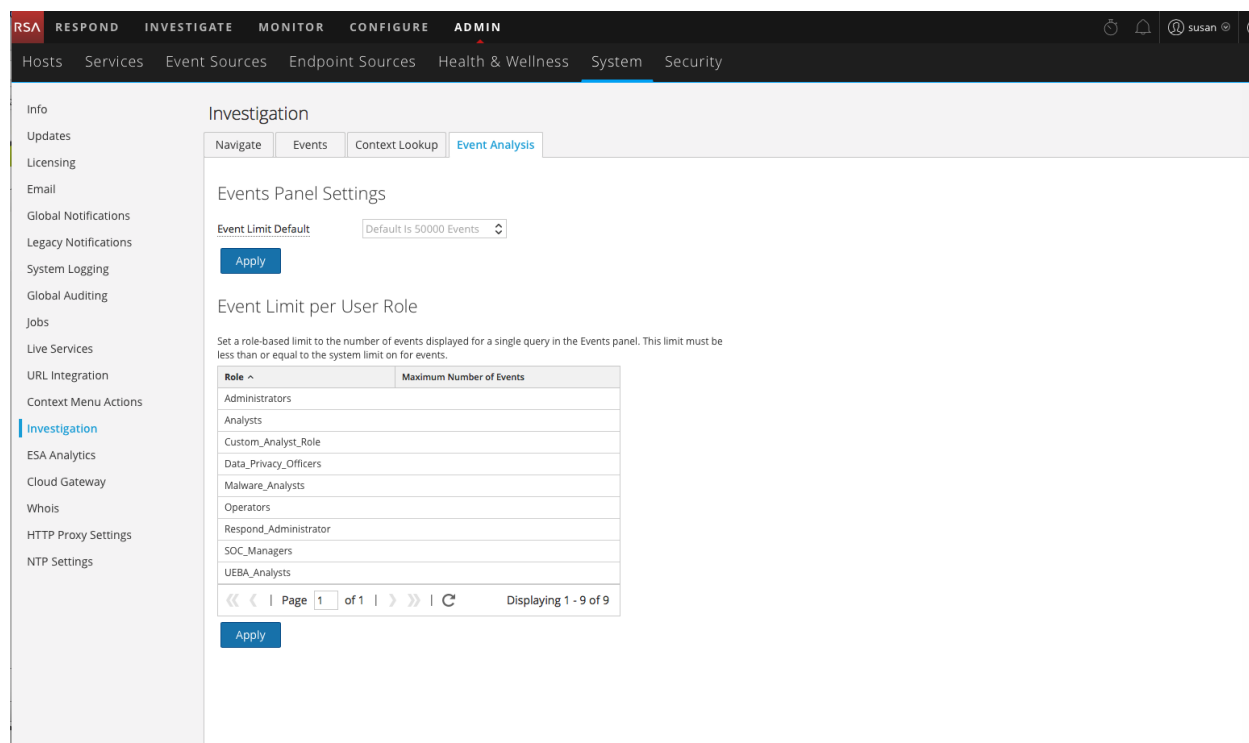 RSA RESPOND INVESTIGATE MONITOR CONFIGURE ADMIN susan
Hosts Services Event Sources Endpoint Sources Health & Wellness System Security
Info
Updates
Licensing
Email
Global Notifications
Legacy Notifications
System Logging
Global Auditing
Jobs
Live Services
URL Integration
Context Menu Actions
Investigation
ESA Analytics
Cloud Gateway
Whois
HTTP Proxy Settings
NTP Settings
Investigation
Navigate Events Context Lookup Event Analysis
Events Panel Settings
Event Limit Default Default Is 50000 Events
Apply
Event Limit per User Role
Set a role-based limit to the number of events displayed for a single query in the Events panel. This limit must be
less than or equal to the system limit on for events.
Role Maximum Number of Events
Administrators
Analysts
Custom_Analyst_Role
Data_Privacy_Officers
Malware_Analysts
Operators
Respond_Administrator
SOC_Managers
UEBA_Analysts
Page 1 of 1 Displaying 1 - 9 of 9
Apply